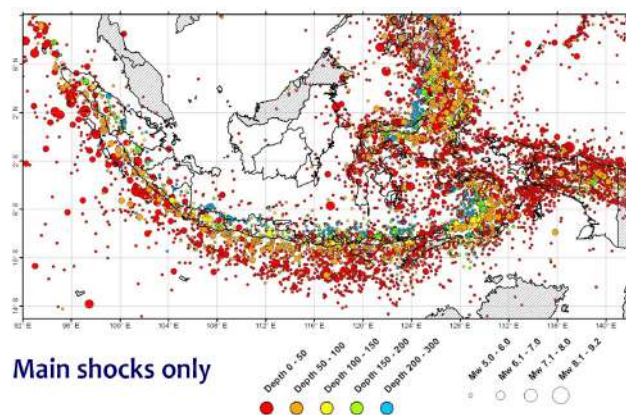 92° E 96° E 100° E 104° E 108° E 112° E 116° E 120° E 124° E 128° E 132° E 136° E 140° E
Main shocks only
Depth 0 - 50
Depth 50 - 100
Depth 100 - 150
Depth 150 - 200
Depth 200 - 300
Mw 5.0 - 6.0
Mw 6.1 - 7.0
Mw 7.1 - 8.0
Mw 8.1 - 9.2